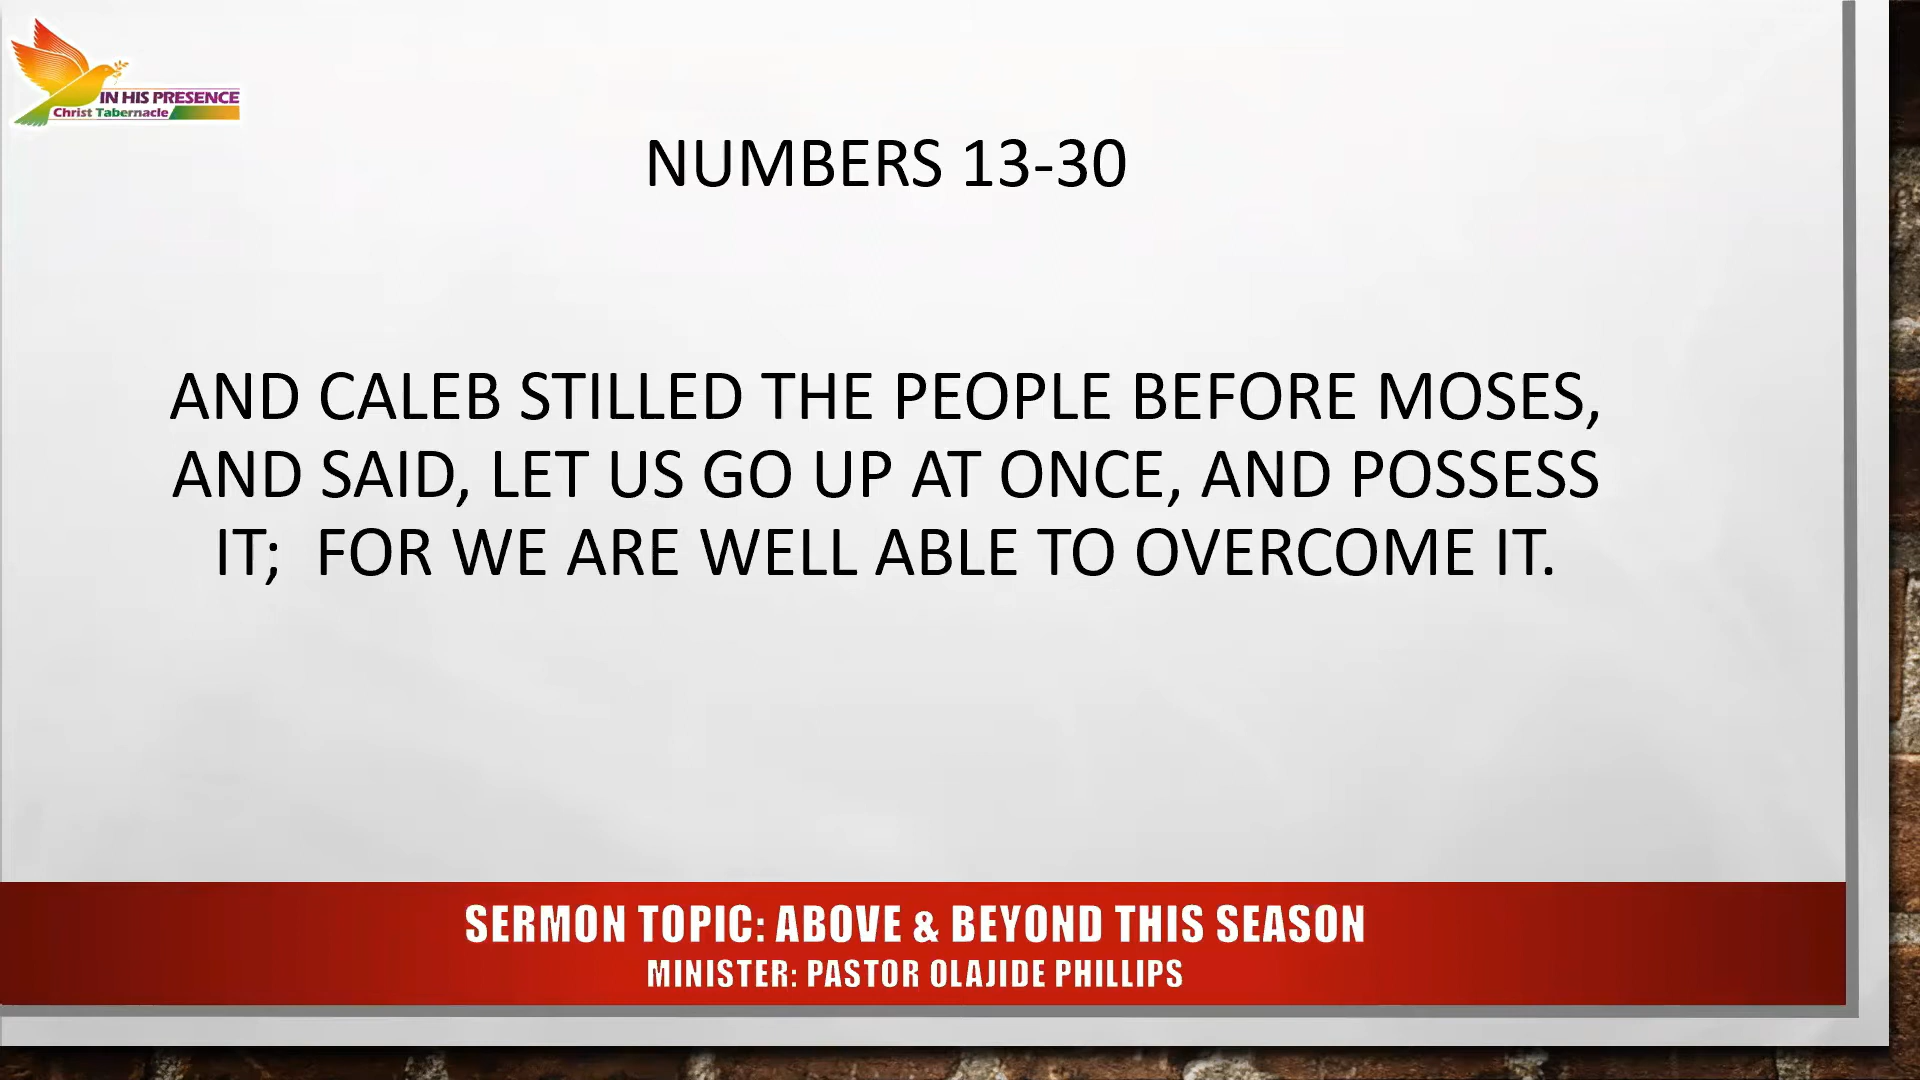 IN HIS PRESENCE
Christ Tabernacle
NUMBERS 13-30
AND CALEB STILLED THE PEOPLE BEFORE MOSES,
AND SAID, LET US GO UP AT ONCE, AND POSSESS
IT;  FOR WE ARE WELL ABLE TO OVERCOME IT.
SERMON TOPIC: ABOVE & BEYOND THIS SEASON
MINISTER: PASTOR OLAJIDE PHILLIPS